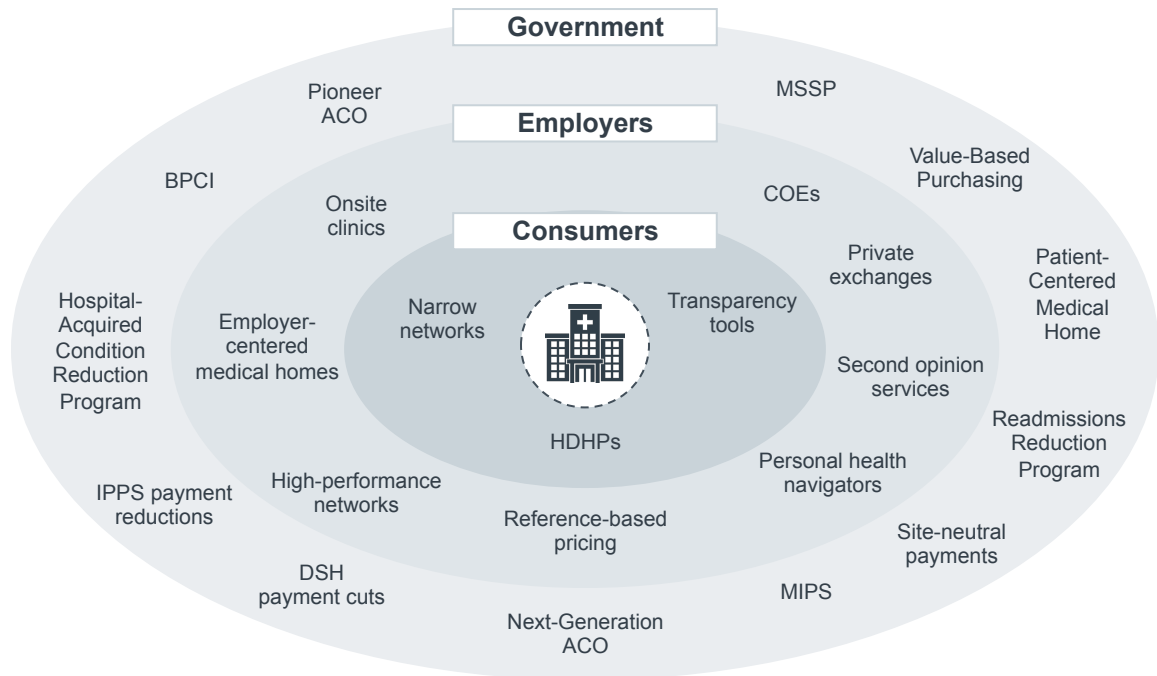 Government
Pioneer
ACO
MSSP
Employers
BPCI
Value-Based
Purchasing
Onsite
clinics
COEs
Consumers
Private
exchanges
Patient-
Centered
Medical
Home
Hospital-
Acquired
Condition
Reduction
Program
Employer-
centered
medical homes
Narrow
networks
Transparency
tools
Second opinion
services
HDHPs
Readmissions
Reduction
Program
Personal health
navigators
IPPS payment
reductions
High-performance
networks
Reference-based
pricing
Site-neutral
payments
DSH
payment cuts
MIPS
Next-Generation
ACO